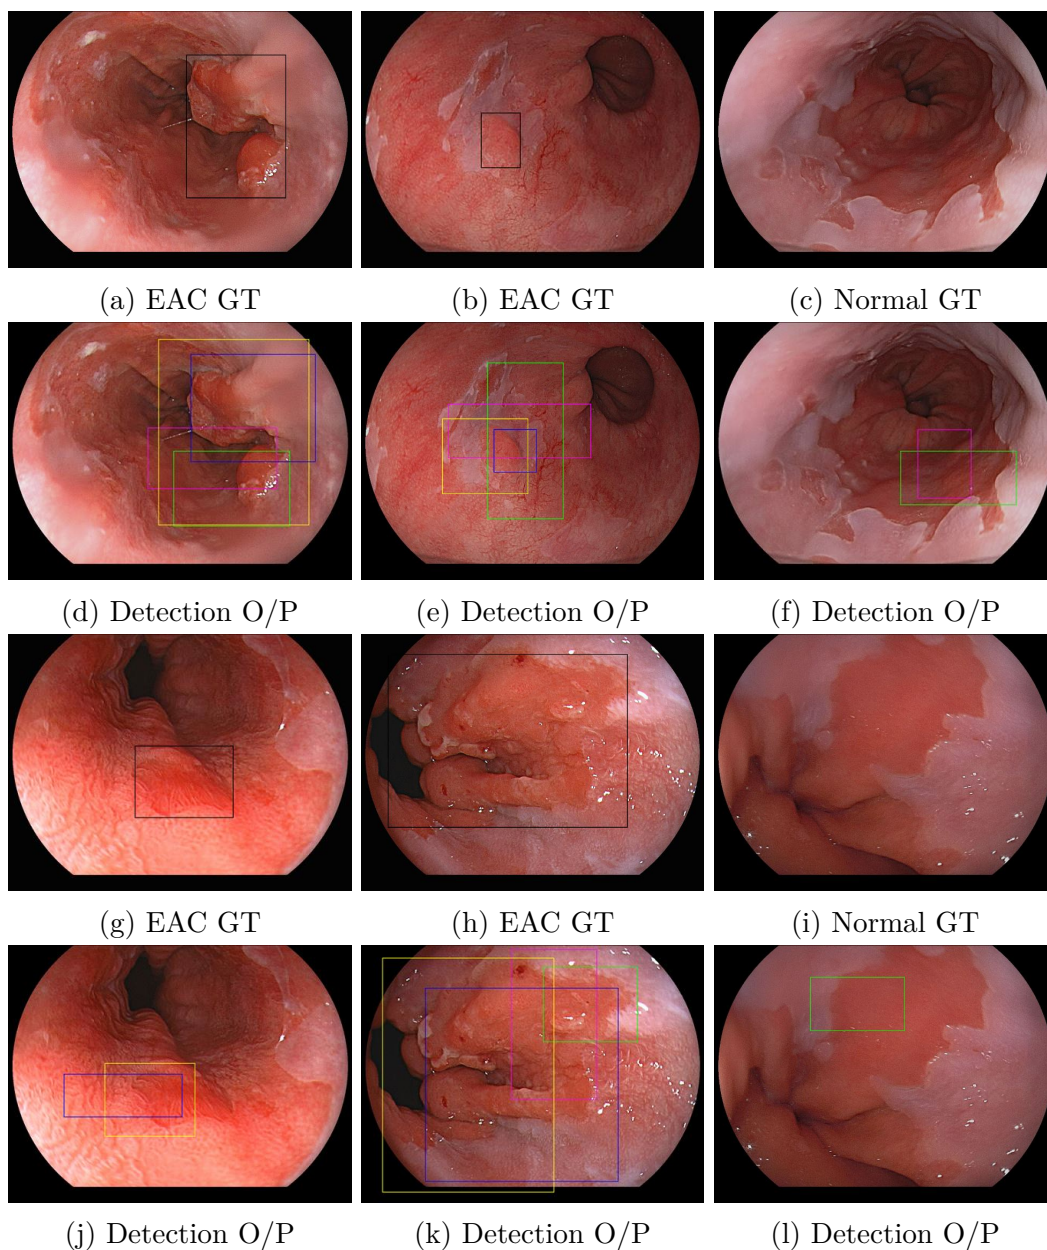 (a) EAC GT
(b) EAC GT
(c) Normal GT
(d) Detection O/P
(e) Detection O/P
(f) Detection O/P
(g) EAC GT
(h) EAC GT
(i) Normal GT
(j) Detection O/P
(k) Detection O/P
(l) Detection O/P